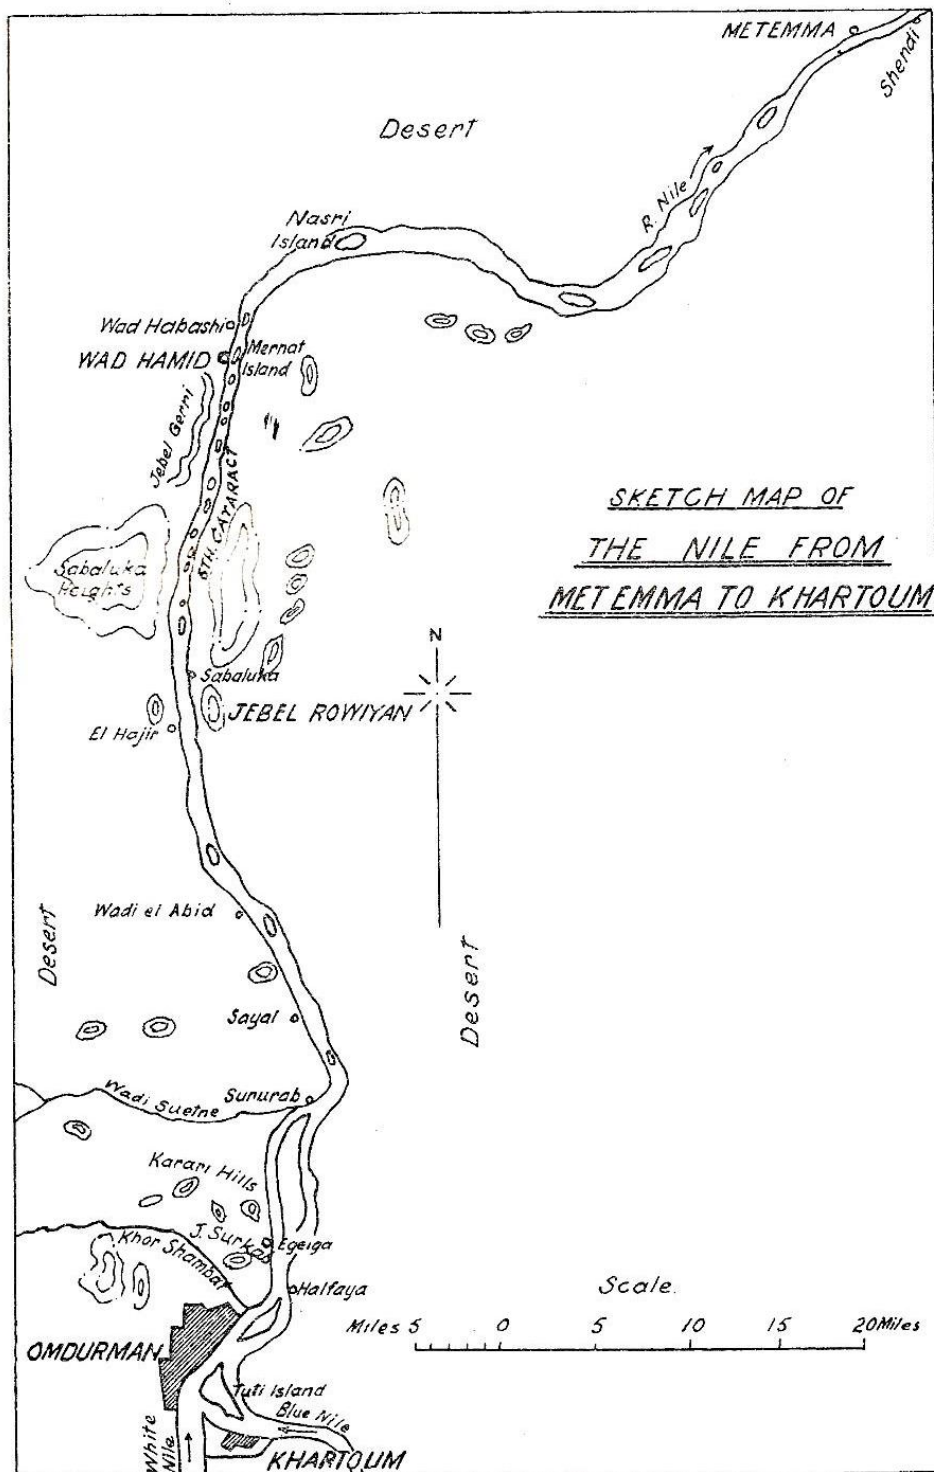 METEMMA
Shendi
Desert
R. Nile
Nasri
Island
Wad Habashi
WAD HAMID
Mernat
Island
Jebel Gerri
6TH. CATARACT
SKETCH MAP OF
THE NILE FROM
METEMMA TO KHARTOUM
Sabaluka
Heights
N
Sabaluka
JEBEL ROWIYAN
El Hajir
Wadi el Abid
Desert
Desert
Sayal
Sururab
Wadi Suetne
Karari Hills
J. Surkab
Egeiga
Khor Shambat
Halfaya
Scale.
Miles 5 0 5 10 15 20 Miles
OMDURMAN
Tuti Island
Blue Nile
White
Nile
KHARTOUM